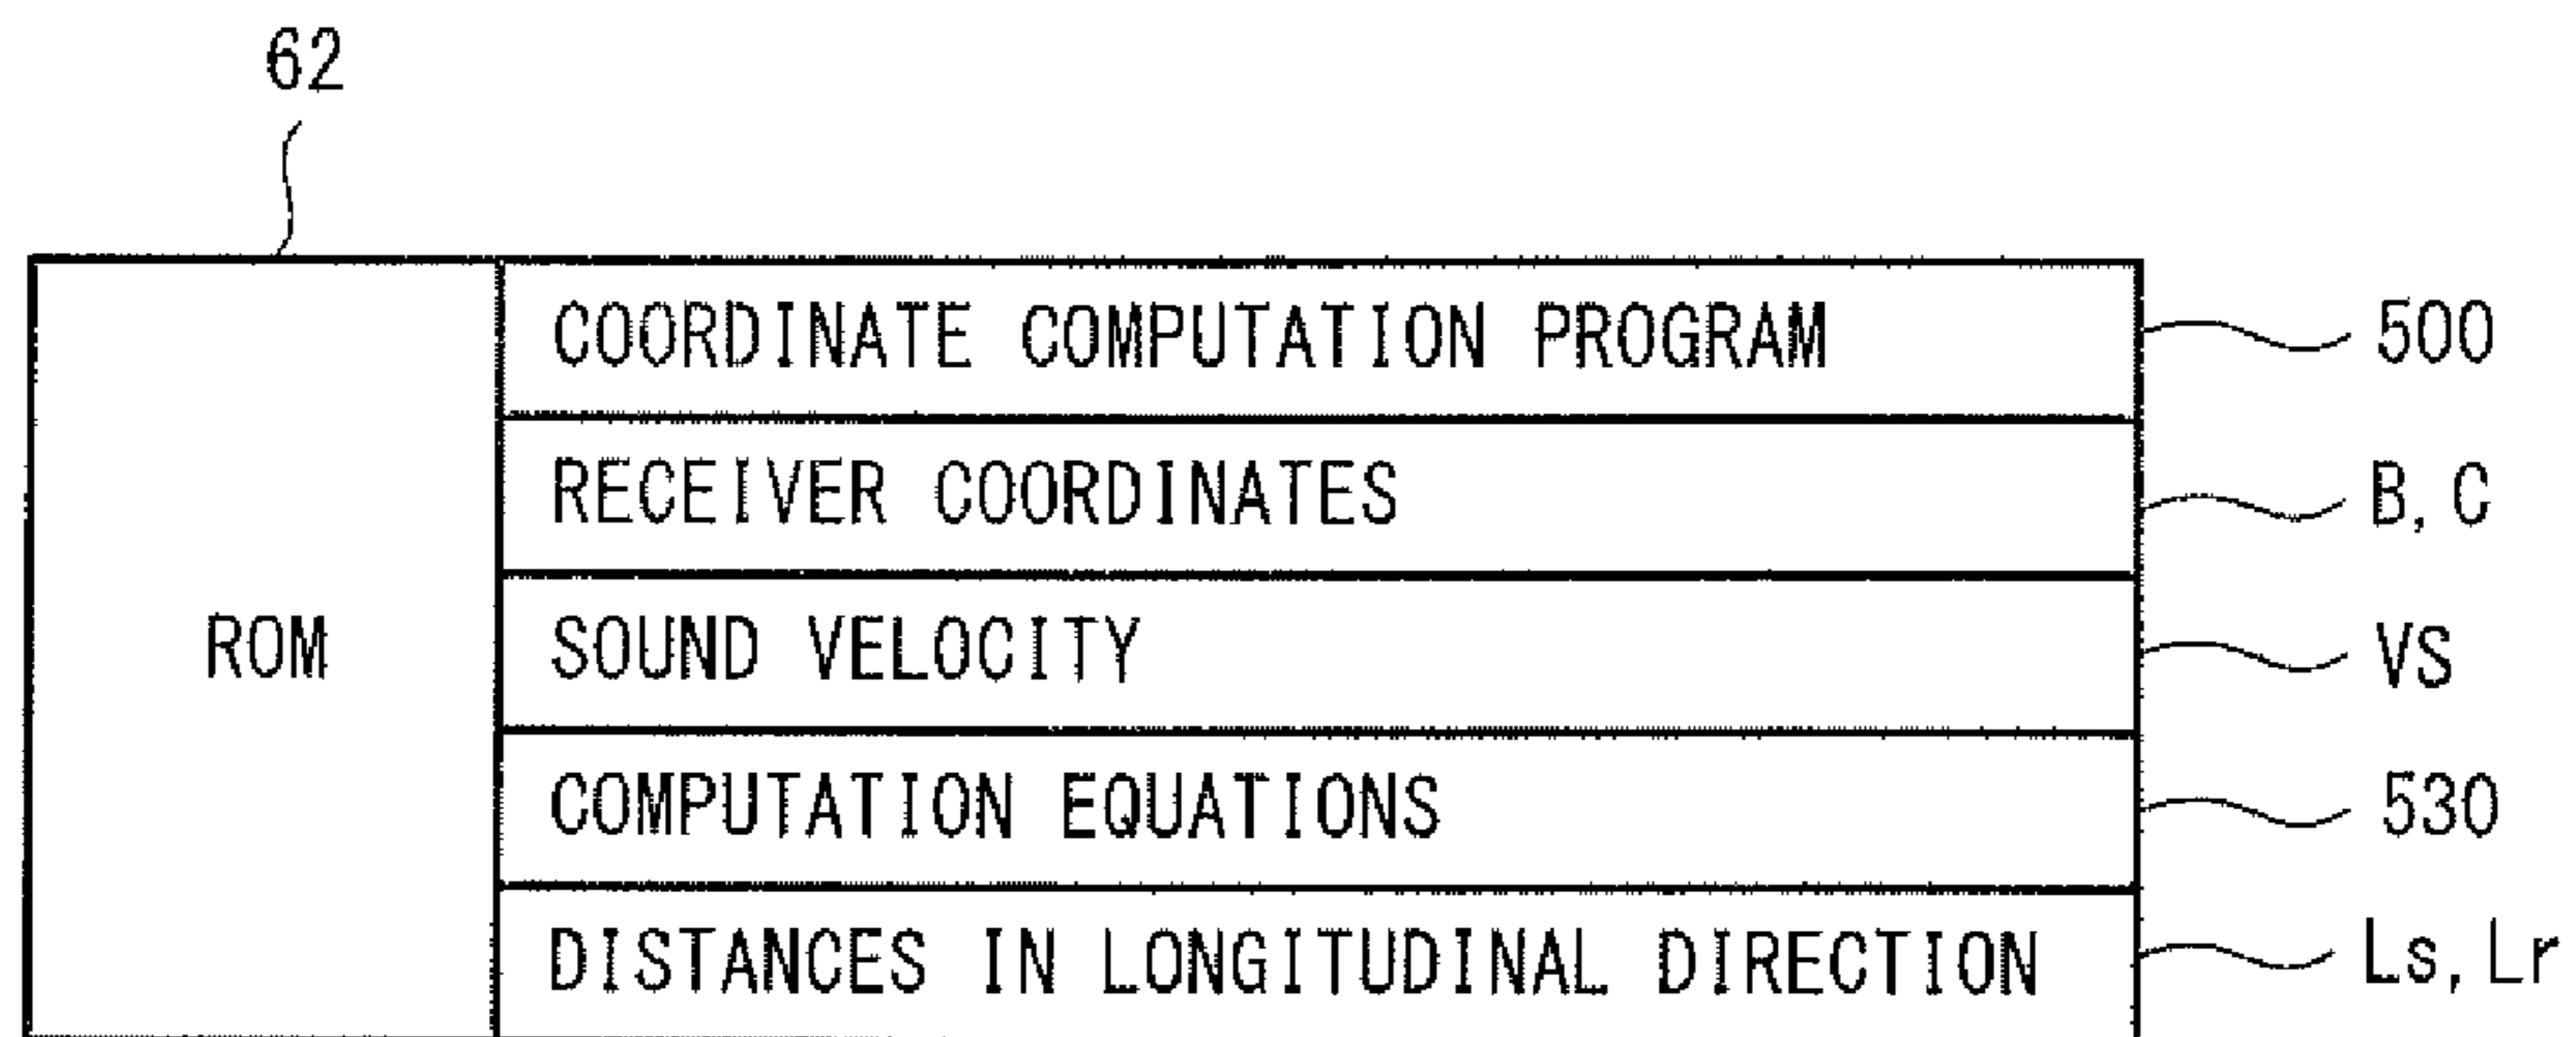 62
COORDINATE COMPUTATION PROGRAM 500
RECEIVER COORDINATES B, C
ROM SOUND VELOCITY VS
COMPUTATION EQUATIONS 530
DISTANCES IN LONGITUDINAL DIRECTION Ls, Lr